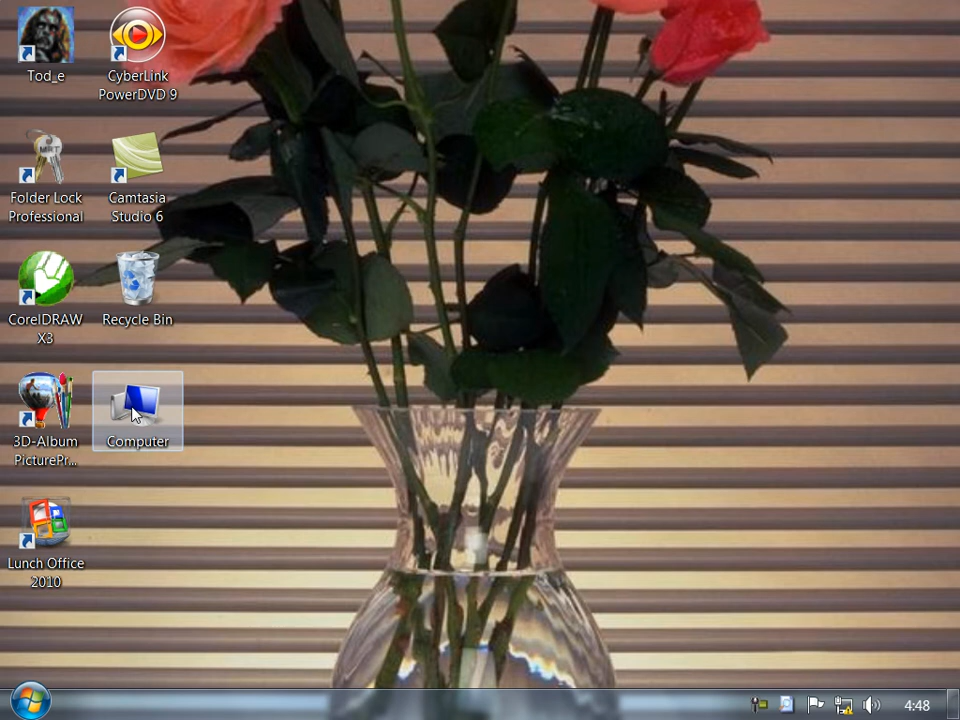 Tod_e
CyberLink
PowerDVD 9
MRT
Folder Lock
Professional
Camtasia
Studio 6
CorelDRAW
X3
Recycle Bin
3D-Album
PicturePr...
Computer
Lunch Office
2010
4:48